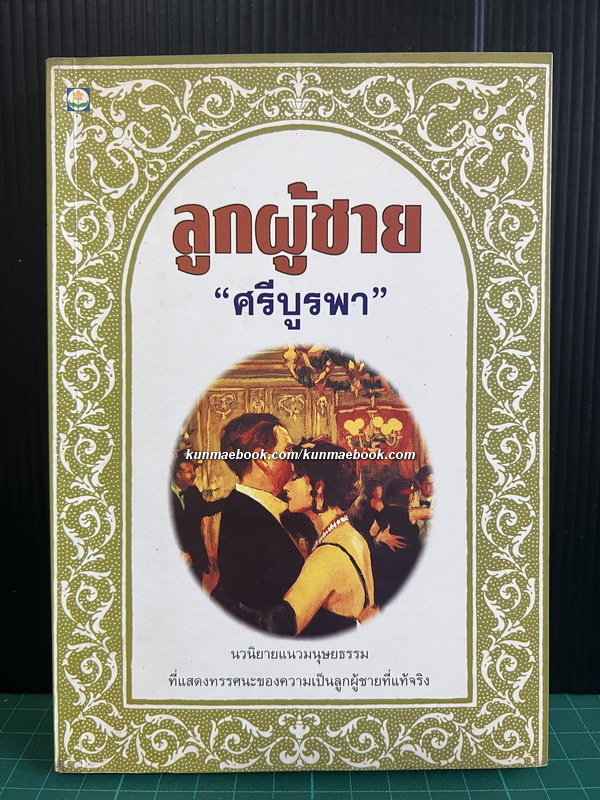 ลูกผู้ชาย
“ศรีบูรพา”
kunmaebook.com/kunmaebook.com
นวนิยายแนวมนุษยธรรม
ที่แสดงทรรศนะของความเป็นลูกผู้ชายที่แท้จริง